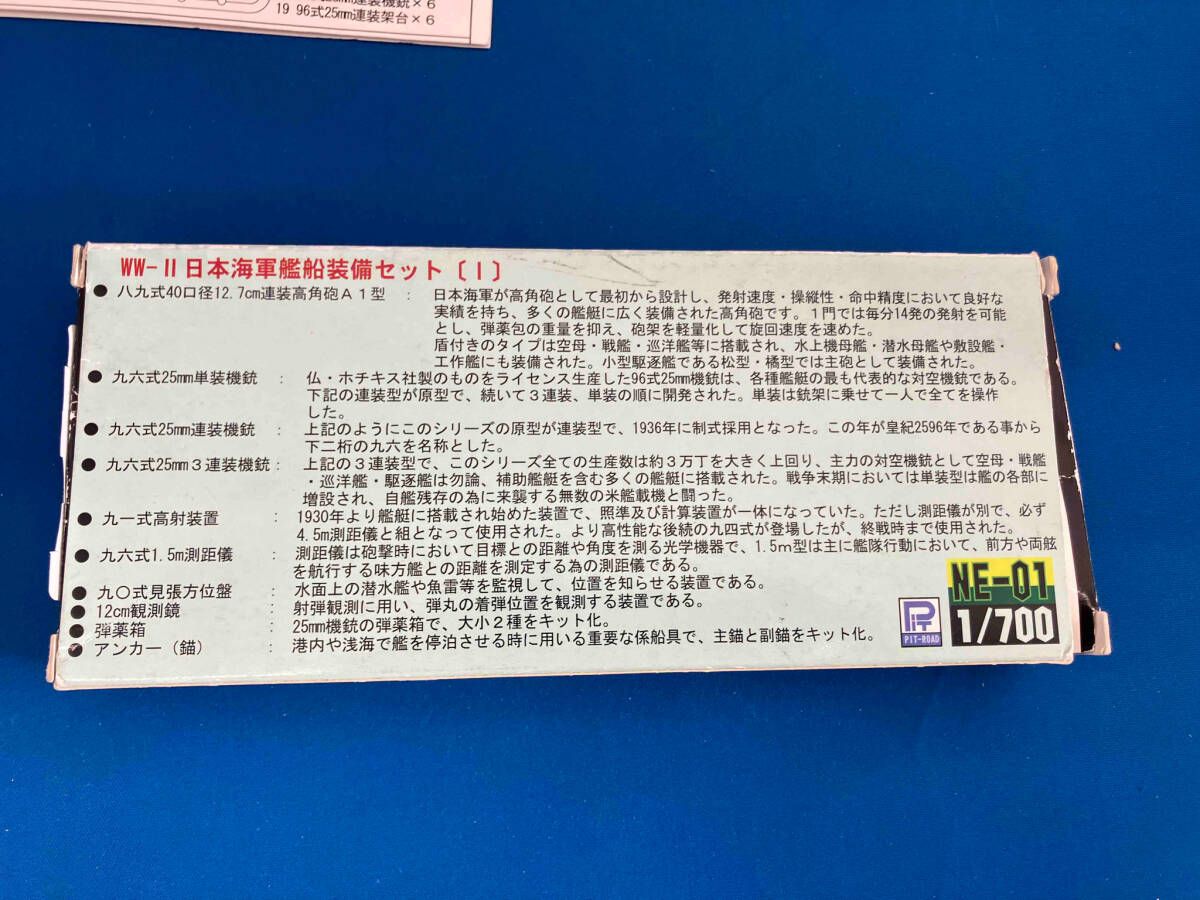 19 96式25mm連装架台×6
WW-Ⅱ日本海軍艦船装備セット〔Ⅰ〕
● 八九式40口径12.7cm連装高角砲A1型 : 日本海軍が高角砲として最初から設計し、発射速度・操縦性・命中精度において良好な
実績を持ち、多くの艦艇に広く装備された高角砲です。1門では毎分14発の発射を可能
とし、弾薬包の重量を抑え、砲架を軽量化して旋回速度を速めた。
盾付きのタイプは空母・戦艦・巡洋艦等に搭載され、水上機母艦・潜水母艦や敷設艦・
工作艦にも装備された。小型駆逐艦である松型・橘型では主砲として装備された。
● 九六式25mm単装機銃 : 仏・ホチキス社製のものをライセンス生産した96式25mm機銃は、各種艦艇の最も代表的な対空機銃である。
下記の連装型が原型で、続いて3連装、単装の順に開発された。単装は銃架に乗せて一人で全てを操作
した。
● 九六式25mm連装機銃 : 上記のようにこのシリーズの原型が連装型で、1936年に制式採用となった。この年が皇紀2596年である事から
下二桁の九六を名称とした。
● 九六式25mm3連装機銃 : 上記の3連装型で、このシリーズ全ての生産数は約3万丁を大きく上回り、主力の対空機銃として空母・戦艦
・巡洋艦・駆逐艦は勿論、補助艦艇を含む多くの艦艇に搭載された。戦争末期においては単装型は艦の各部に
増設され、自艦残存の為に来襲する無数の米艦載機と闘った。
● 九一式高射装置 : 1930年より艦艇に搭載され始めた装置で、照準及び計算装置が一体になっていた。ただし測距儀が別で、必ず
4.5m測距儀と組となって使用された。より高性能な後続の九四式が登場したが、終戦時まで使用された。
● 九六式1.5m測距儀 : 測距儀は砲撃時において目標との距離や角度を測る光学機器で、1.5m型は主に艦隊行動において、前方や両舷
を航行する味方艦との距離を測定する為の測距儀である。
● 九〇式見張方位盤 : 水面上の潜水艦や魚雷等を監視して、位置を知らせる装置である。
● 12cm観測鏡 : 射弾観測に用い、弾丸の着弾位置を観測する装置である。
● 弾薬箱 : 25mm機銃の弾薬箱で、大小2種をキット化。
● アンカー(錨) : 港内や浅海で艦を停泊させる時に用いる重要な係船具で、主錨と副錨をキット化。
PIT
PIT-ROAD
NE-01
1/700